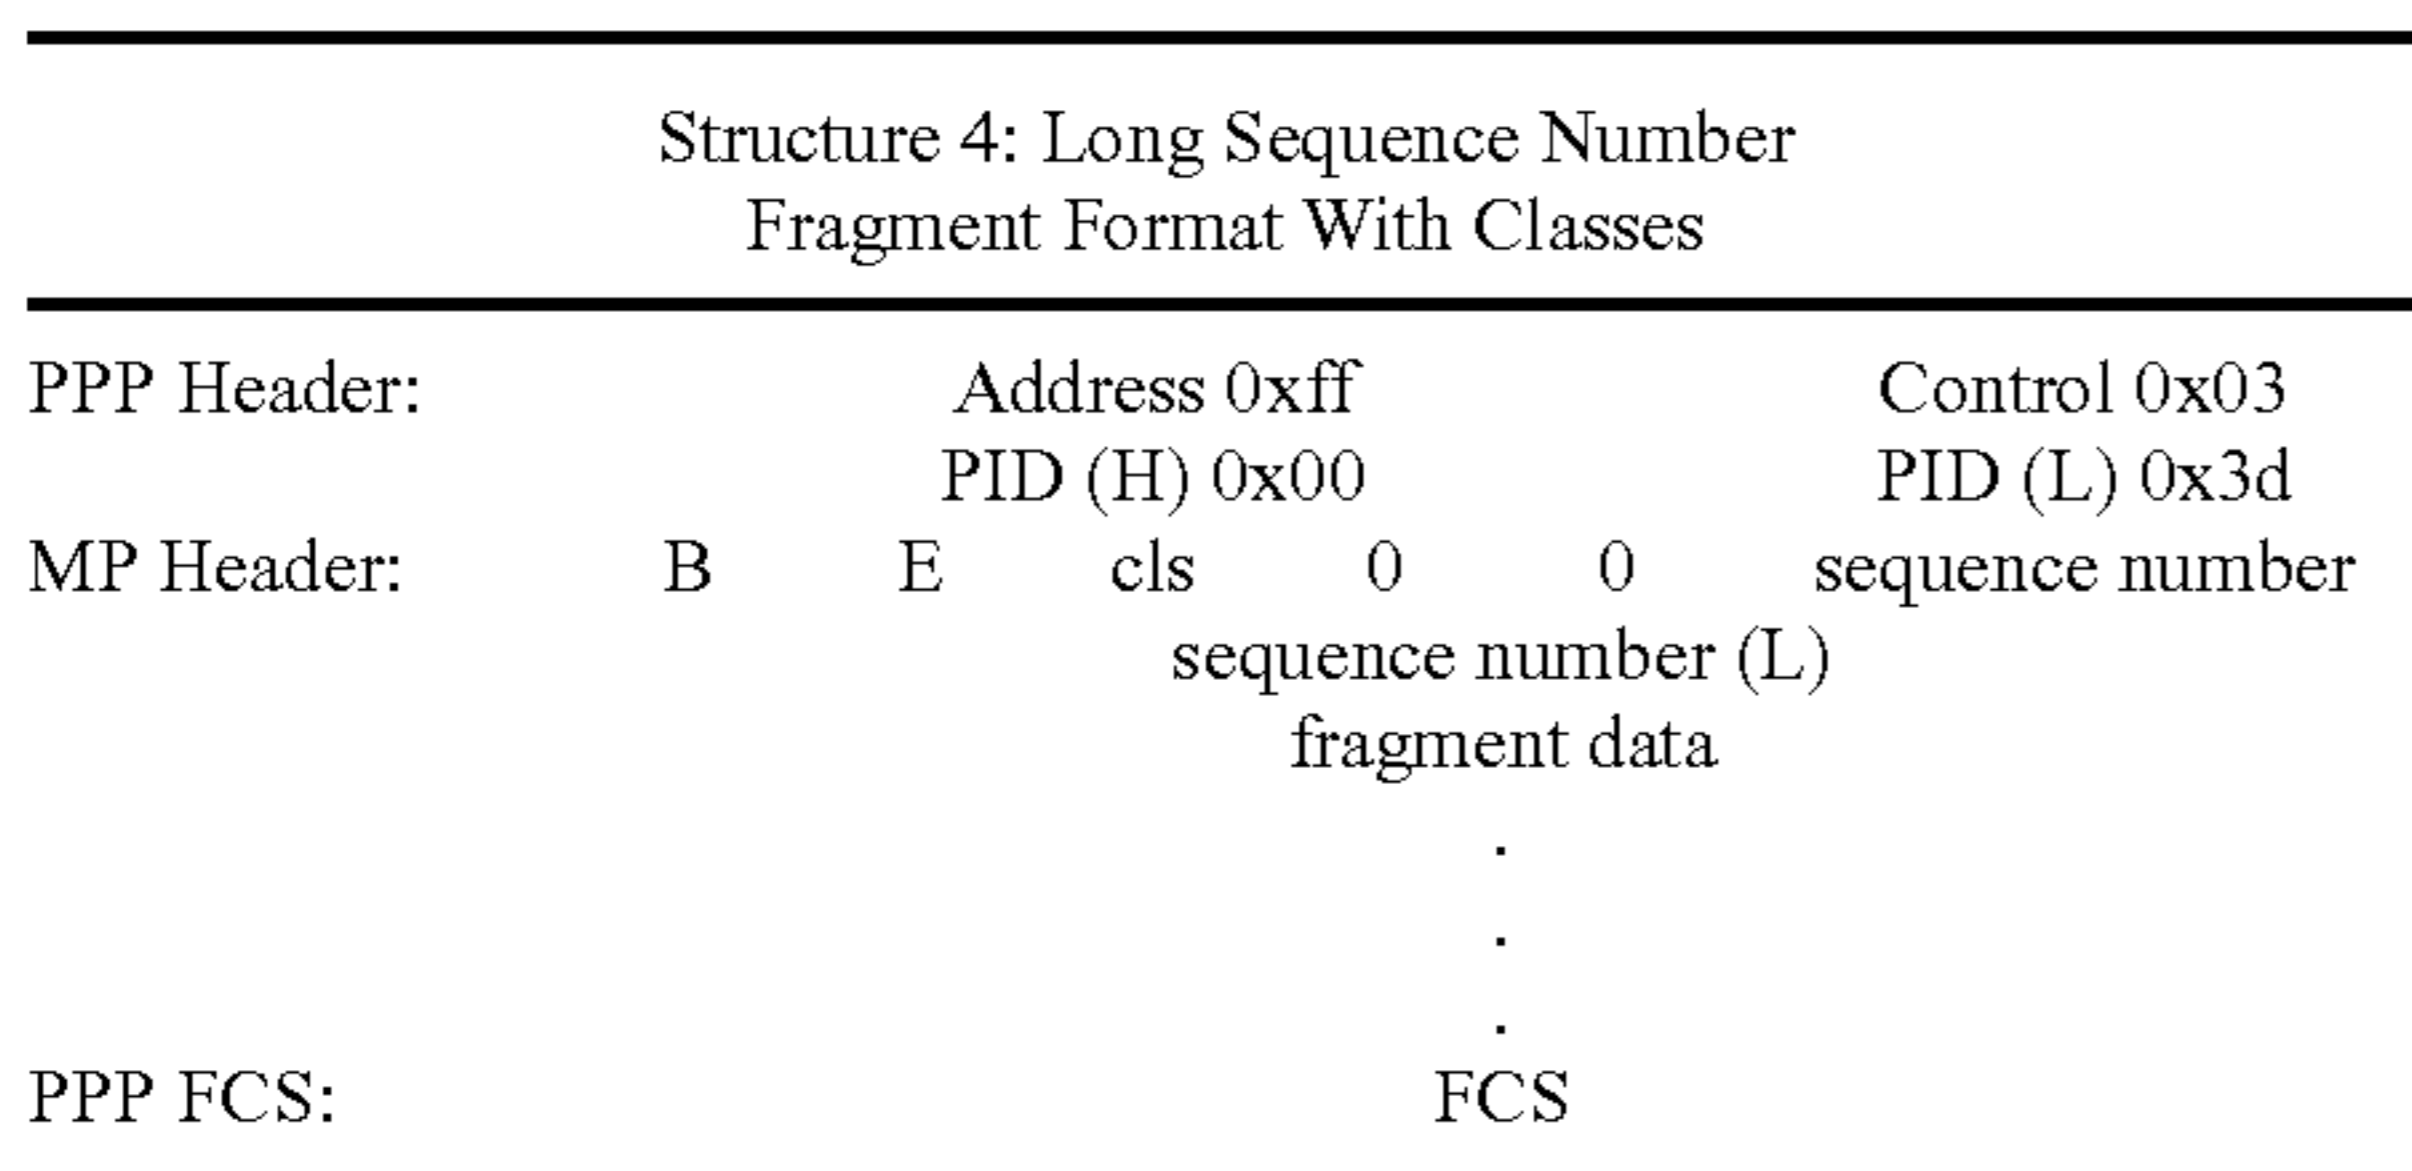 Structure 4: Long Sequence Number
Fragment Format With Classes
PPP Header: Address 0xff Control 0x03
PID (H) 0x00 PID (L) 0x3d
MP Header: B E cls 0 0 sequence number
sequence number (L)
fragment data
.
.
.
PPP FCS: FCS